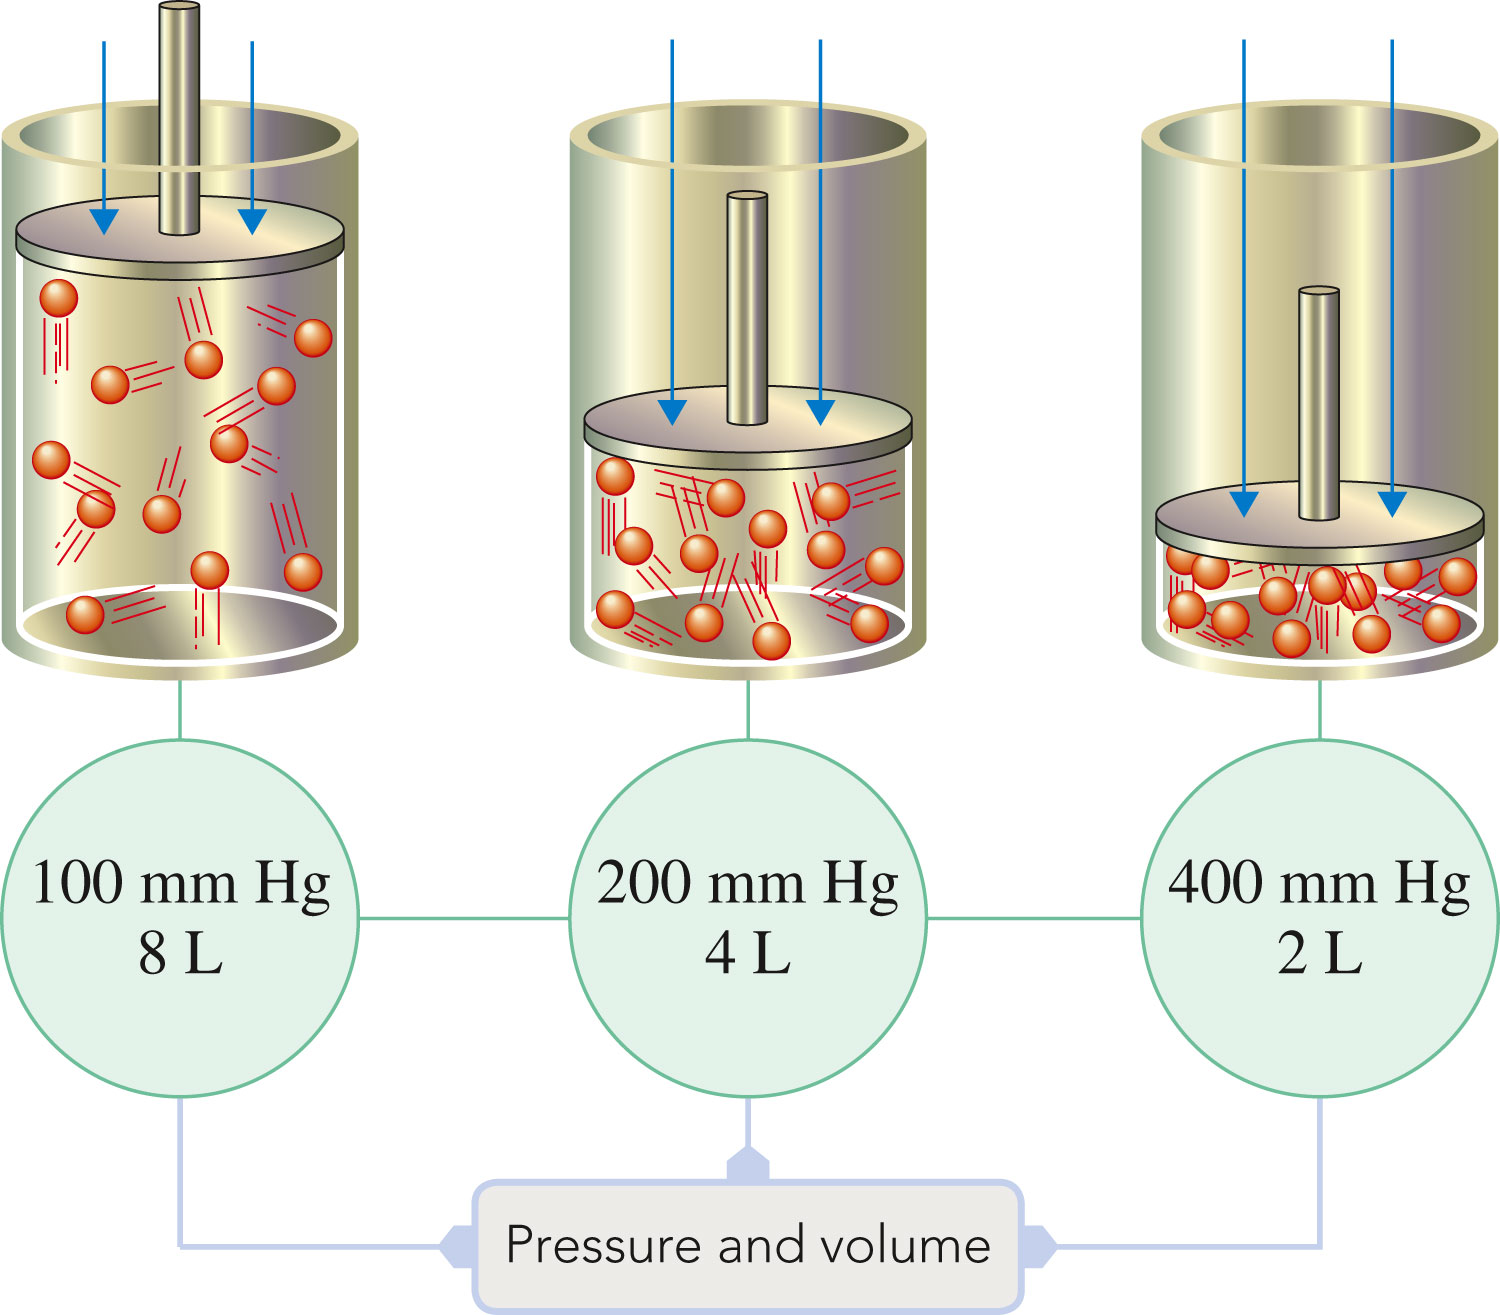 100 mm Hg
8 L
200 mm Hg
4 L
400 mm Hg
2 L
Pressure and volume